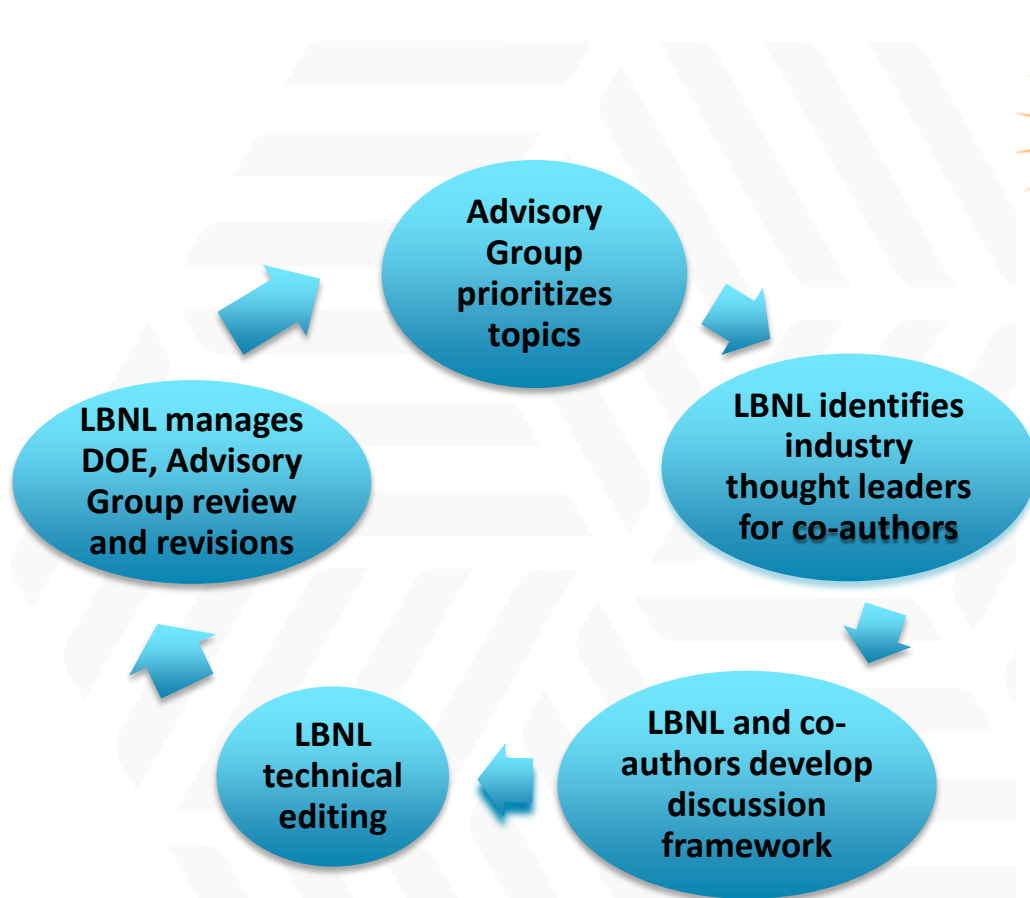 Advisory
Group
prioritizes
topics
LBNL identifies
industry
thought leaders
for co-authors
LBNL and co-
authors develop
discussion
framework
LBNL
technical
editing
LBNL manages
DOE, Advisory
Group review
and revisions